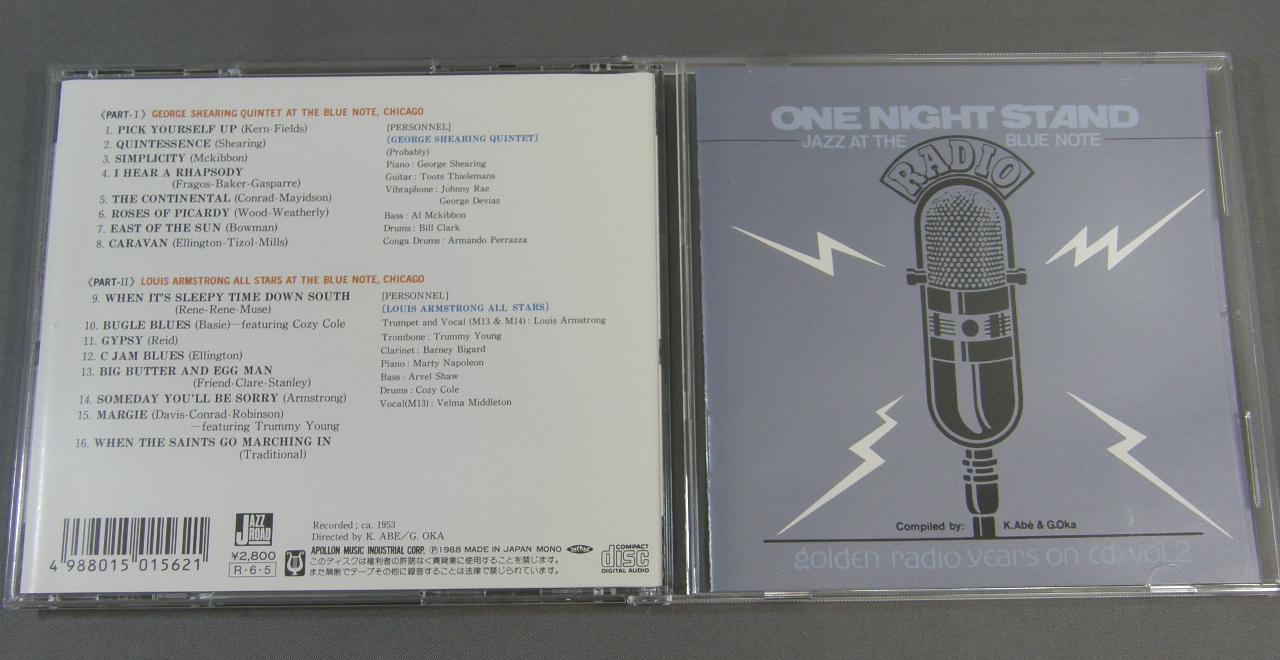 《PART-I》 GEORGE SHEARING QUINTET AT THE BLUE NOTE, CHICAGO
1. PICK YOURSELF UP (Kern-Fields)
2. QUINTESSENCE (Shearing)
3. SIMPLICITY (Mckibbon)
4. I HEAR A RHAPSODY
(Fragos-Baker-Gasparre)
5. THE CONTINENTAL (Conrad-Mayidson)
6. ROSES OF PICARDY (Wood-Weatherly)
7. EAST OF THE SUN (Bowman)
8. CARAVAN (Ellington-Tizol-Mills)
[PERSONNEL]
[GEORGE SHEARING QUINTET]
(Probably)
Piano : George Shearing
Guitar : Toots Thielemans
Vibraphone : Johnny Rae
George Devias
Bass : Al Mckibbon
Drums : Bill Clark
Conga Drums : Armando Perrazza
《PART-II》 LOUIS ARMSTRONG ALL STARS AT THE BLUE NOTE, CHICAGO
9. WHEN IT'S SLEEPY TIME DOWN SOUTH
(Rene-Rene-Muse)
10. BUGLE BLUES (Basie)—featuring Cozy Cole
11. GYPSY (Reid)
12. C JAM BLUES (Ellington)
13. BIG BUTTER AND EGG MAN
(Friend-Clare-Stanley)
14. SOMEDAY YOU'LL BE SORRY (Armstrong)
15. MARGIE (Davis-Conrad-Robinson)
—featuring Trummy Young
16. WHEN THE SAINTS GO MARCHING IN
(Traditional)
[PERSONNEL]
[LOUIS ARMSTRONG ALL STARS]
Trumpet and Vocal (M13 & M14) : Louis Armstrong
Trombone : Trummy Young
Clarinet : Barney Bigard
Piano : Marty Napoleon
Bass : Arvel Shaw
Drums : Cozy Cole
Vocal(M13) : Velma Middleton
4 988015 015621
JAZZ ROAD
¥2,800
R・6・5
Recorded ; ca. 1953
Directed by K. ABE/G. OKA
APOLLON MUSIC INDUSTRIAL CORP. Ⓟ1988 MADE IN JAPAN MONO
このディスクは権利者の許諾なく賃貸業に使用することを禁じます。
また無断でテープその他に録音することは法律で禁じられています。
COMPACT disc DIGITAL AUDIO
ONE NIGHT STAND
JAZZ AT THE BLUE NOTE
RADIO
Compiled by: K.Abé & G.Oka
golden radio years on cd vol.2